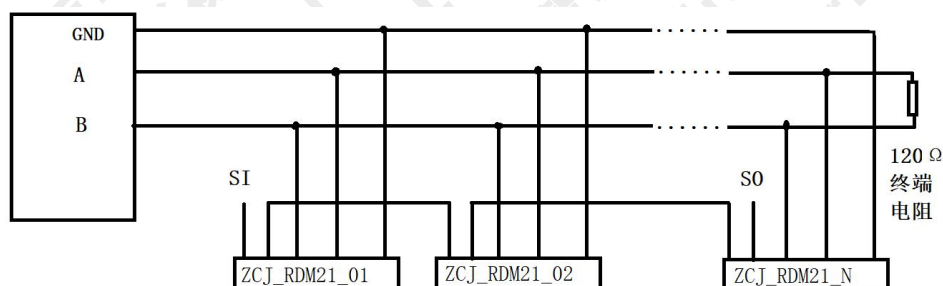 GND
A
B
SI
SO
120Ω
终端
电阻
ZCJ_RDM21_01
ZCJ_RDM21_02
ZCJ_RDM21_N